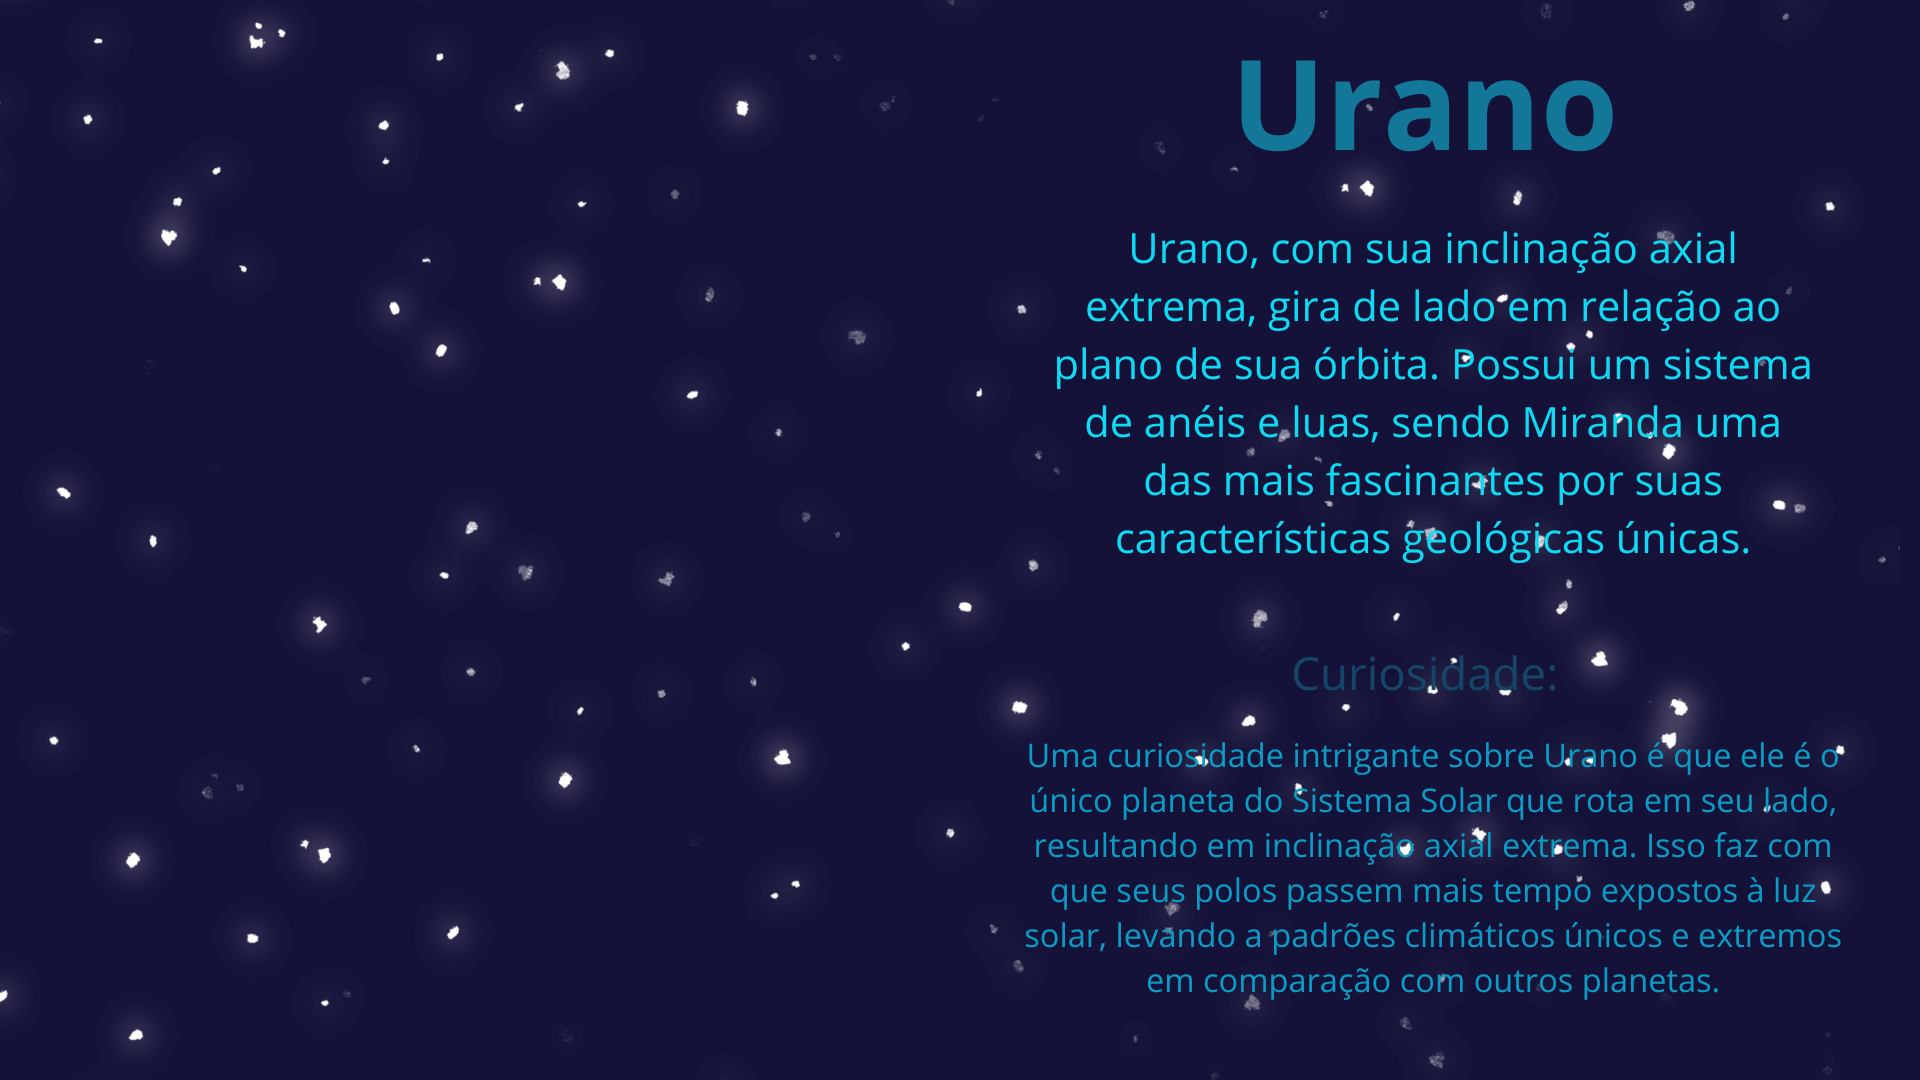 Urano
Urano, com sua inclinação axial
extrema, gira de lado em relação ao
plano de sua órbita. Possui um sistema
de anéis e luas, sendo Miranda uma
das mais fascinantes por suas
características geológicas únicas.
Curiosidade:
Uma curiosidade intrigante sobre Urano é que ele é o
único planeta do Sistema Solar que rota em seu lado,
resultando em inclinação axial extrema. Isso faz com
que seus polos passem mais tempo expostos à luz
solar, levando a padrões climáticos únicos e extremos
em comparação com outros planetas.